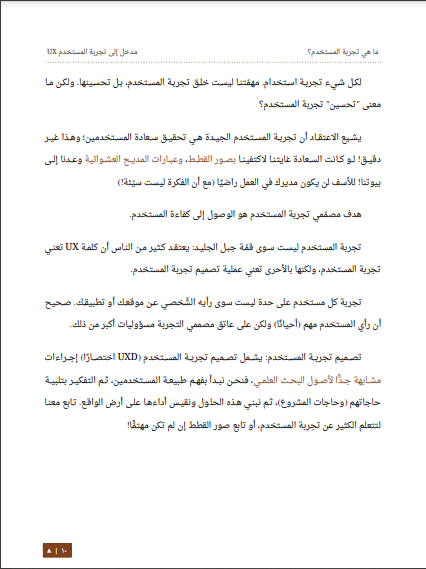 ما هي تجربة المستخدم؟
مدخل إلى تجربة المستخدم UX
لكل شيء تجربة استخدام. مهمّتنا ليست خلق تجربة المستخدم، بل تحسينها. ولكن ما
معنى "تحسين" تجربة المستخدم؟
يشيع الاعتقاد أن تجربة المستخدم الجيدة هي تحقيق سعادة المستخدمين؛ وهذا غير
دقيق! لو كانت السعادة غايتنا لاكتفينا بصور القطط، وعبارات المديح العشوائية وعدنا إلى
بيوتنا! للأسف لن يكون مديرك في العمل راضيًا (مع أن الفكرة ليست سيّئة!)
هدف مصمّمي تجربة المستخدم هو الوصول إلى كفاءة المستخدم.
تجربة المستخدم ليست سوى قمّة جبل الجليد: يعتقد كثير من الناس أن كلمة UX تعني
تجربة المستخدم، ولكنها بالأحرى تعني عملية تصميم تجربة المستخدم.
تجربة كل مستخدم على حدة ليست سوى رأيه الشّخصي عن موقعك أو تطبيقك. صحيح
أن رأي المستخدم مهم (أحيانًا) ولكن على عاتق مصممي التجربة مسؤوليات أكبر من ذلك.
تصميم تجربة المستخدم: يشمل تصميم تجربة المستخدم (UXD اختصارًا) إجراءات
مشابهة جدًّا لأصول البحث العلمي، فنحن نبدأ بفهم طبيعة المستخدمين، ثم التفكير بتلبية
حاجاتهم (وحاجات المشروع)، ثم نبني هذه الحلول ونقيس أداءها على أرض الواقع. تابع معنا
لتتعلم الكثير عن تجربة المستخدم، أو تابع صور القطط إن لم تكن مهتمًّا!
١٠ | ▲